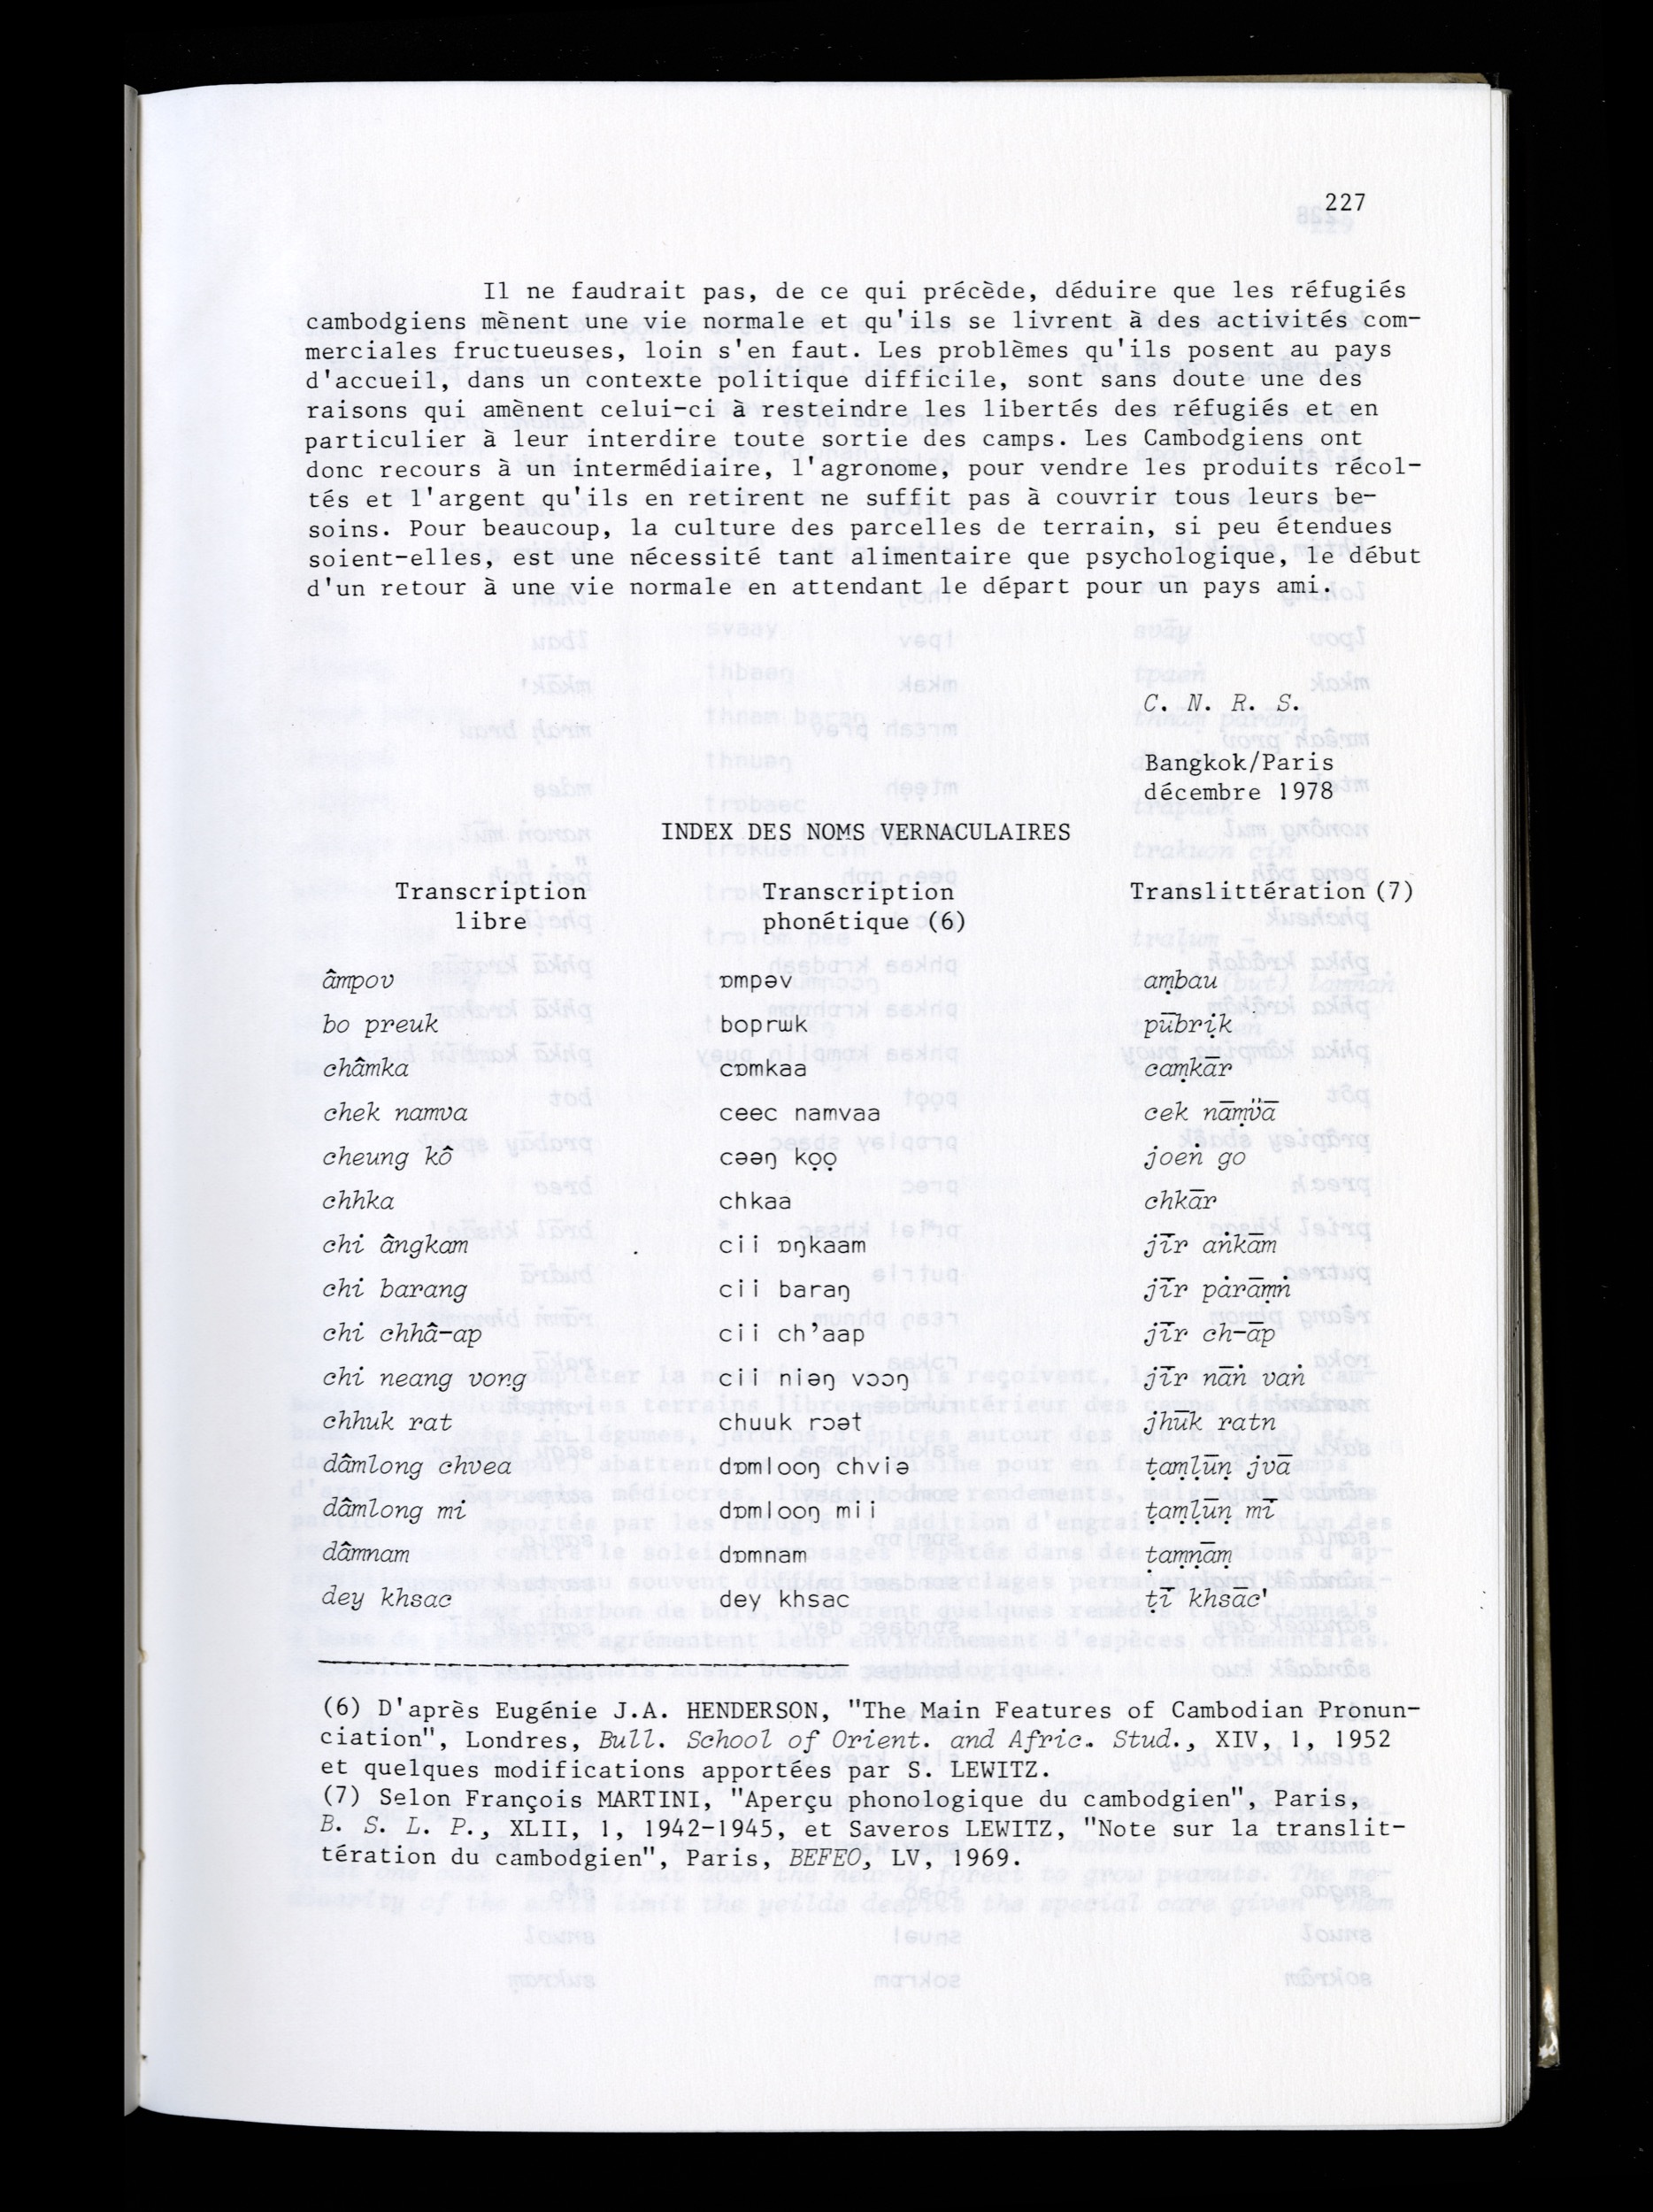 227
Il ne faudrait pas, de ce qui précède, déduire que les réfugiés
cambodgiens mènent une vie normale et qu'ils se livrent à des activités com-
merciales fructueuses, loin s'en faut. Les problèmes qu'ils posent au pays
d'accueil, dans un contexte politique difficile, sont sans doute une des
raisons qui amènent celui-ci à restreindre les libertés des réfugiés et en
particulier à leur interdire toute sortie des camps. Les Cambodgiens ont
donc recours à un intermédiaire, l'agronome, pour vendre les produits récol-
tés et l'argent qu'ils en retirent ne suffit pas à couvrir tous leurs be-
soins. Pour beaucoup, la culture des parcelles de terrain, si peu étendues
soient-elles, est une nécessité tant alimentaire que psychologique, le début
d'un retour à une vie normale en attendant le départ pour un pays ami.
C. N. R. S.
Bangkok/Paris
décembre 1978
INDEX DES NOMS VERNACULAIRES
Transcription Transcription Translittération (7)
libre phonétique (6)
âmpov ɒmpəv aṃbau
bo preuk boprɯk pūbriḳ
châmka cɒmkaa caṃkār
chek namva ceec namvaa cek nāṃv̈ā
cheung kô cəəŋ kọọ joeṅ go
chhka chkaa chkār
chi ângkam cii ɒŋkaam jīr aṅkām
chi barang cii baraŋ jīr pȧrāṃṅ
chi chhâ-ap cii ch'aap jīr ch-āp
chi neang vong cii niəŋ vɔɔŋ jīr nāṅ vaṅ
chhuk rat chuuk rɔət jhūk ratn
dâmlong chvea dɒmlooŋ chviə ṭaṃḷūṇ jvā
dâmlong mi dɒmlooŋ mii ṭaṃḷūṇ mī
dâmnam dɒmnam ṭaṃṇāṃ
dey khsac dey khsac ṭī khsāc'
(6) D'après Eugénie J.A. HENDERSON, "The Main Features of Cambodian Pronun-
ciation", Londres, Bull. School of Orient. and Afric. Stud., XIV, 1, 1952
et quelques modifications apportées par S. LEWITZ.
(7) Selon François MARTINI, "Aperçu phonologique du cambodgien", Paris,
B. S. L. P., XLII, 1, 1942-1945, et Saveros LEWITZ, "Note sur la translit-
tération du cambodgien", Paris, BEFEO, LV, 1969.